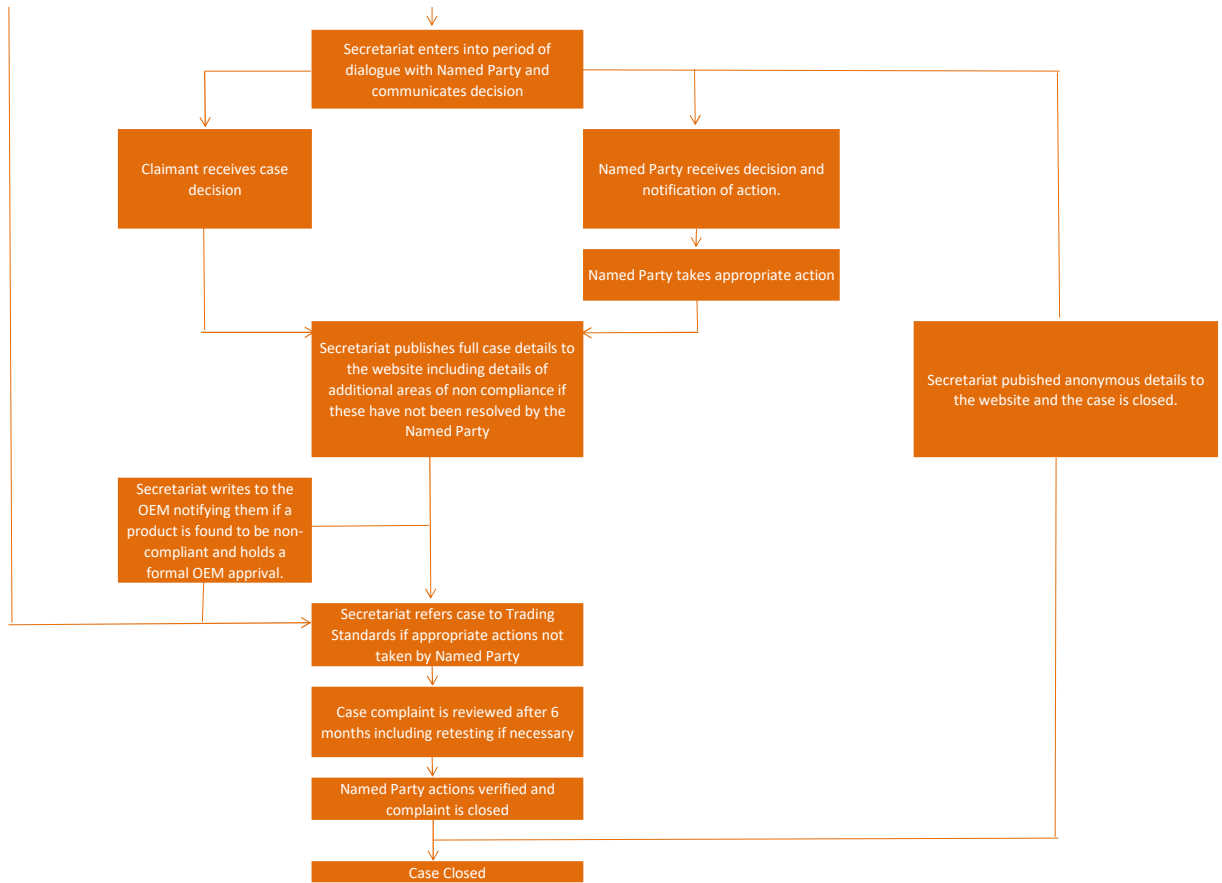 Secretariat enters into period of
dialogue with Named Party and
communicates decision
Claimant receives case
decision
Named Party receives decision and
notification of action.
Named Party takes appropriate action
Secretariat publishes full case details to
the website including details of
additional areas of non compliance if
these have not been resolved by the
Named Party
Secretariat pubished anonymous details to
the website and the case is closed.
Secretariat writes to the
OEM notifying them if a
product is found to be non-
compliant and holds a
formal OEM apprival.
Secretariat refers case to Trading
Standards if appropriate actions not
taken by Named Party
Case complaint is reviewed after 6
months including retesting if necessary
Named Party actions verified and
complaint is closed
Case Closed